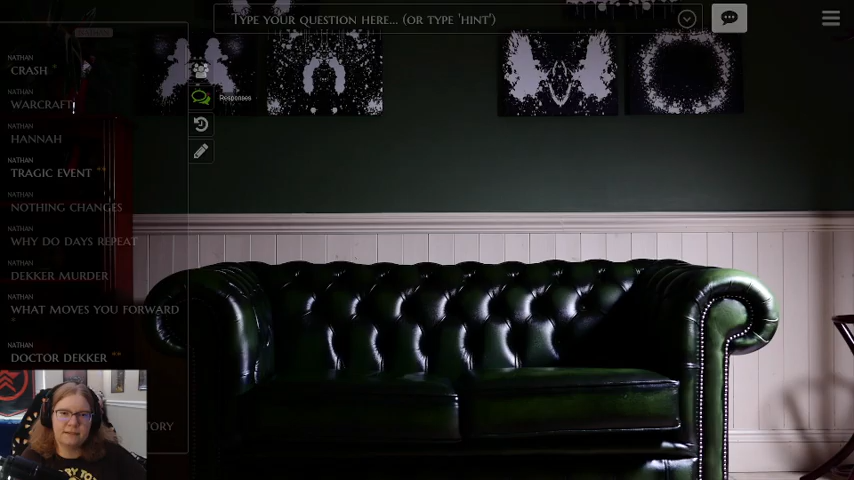 Type your question here... (or type 'hint')
Nathan
Crash *
Nathan
Warcraft
Responses
Nathan
Hannah
Nathan
Tragic Event **
Nathan
Nothing changes
Nathan
Why do days repeat
Nathan
Dekker murder
Nathan
What moves you forward
*
Nathan
Doctor Dekker **
tory